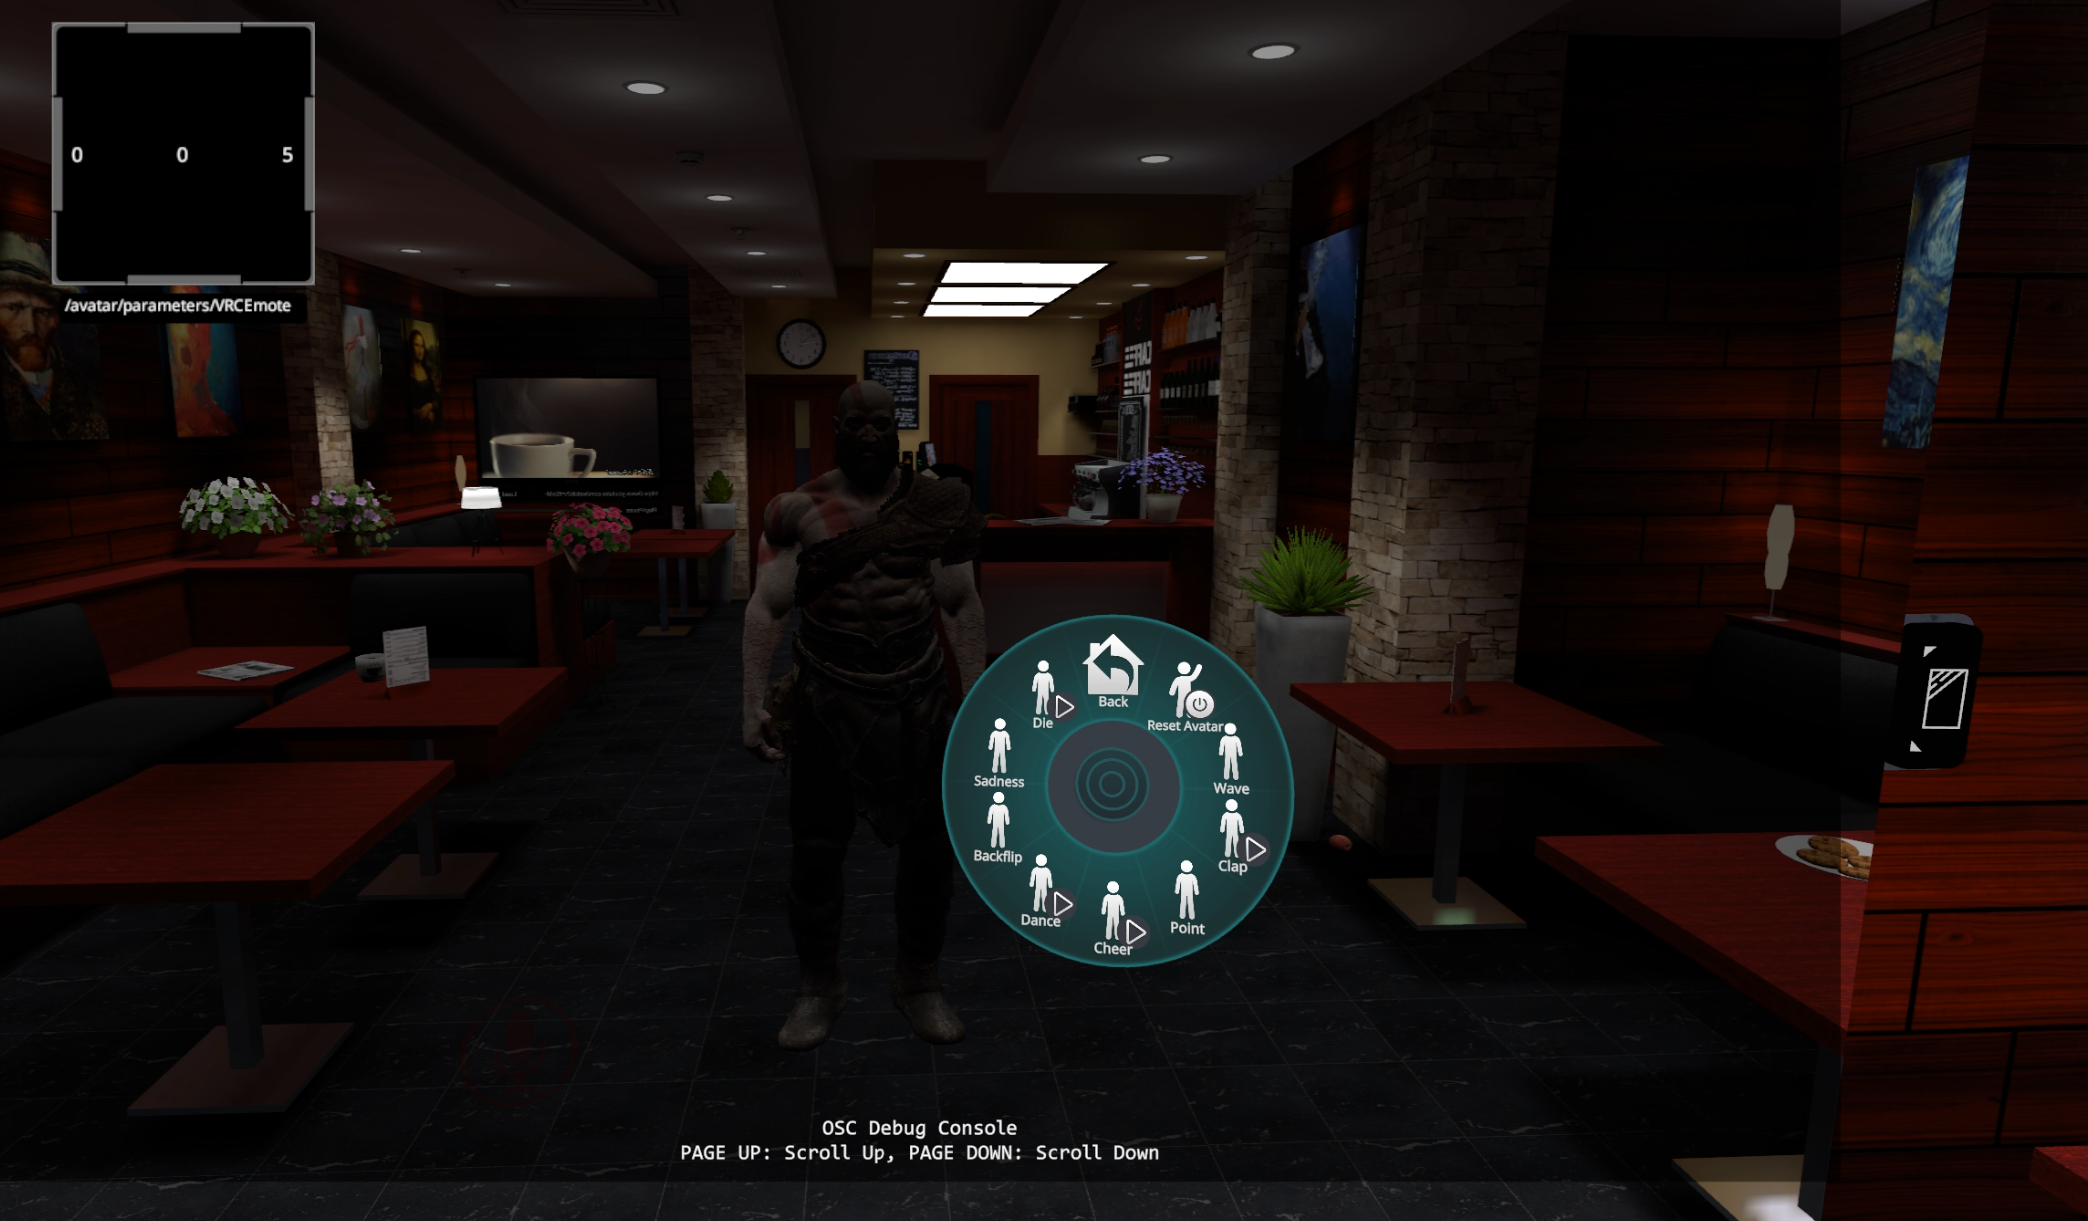 0 0 5
/avatar/parameters/VRCEmote
Back
Reset Avatar
Die
Sadness
Wave
Backflip
Clap
Dance
Point
Cheer
OSC Debug Console
PAGE UP: Scroll Up, PAGE DOWN: Scroll Down